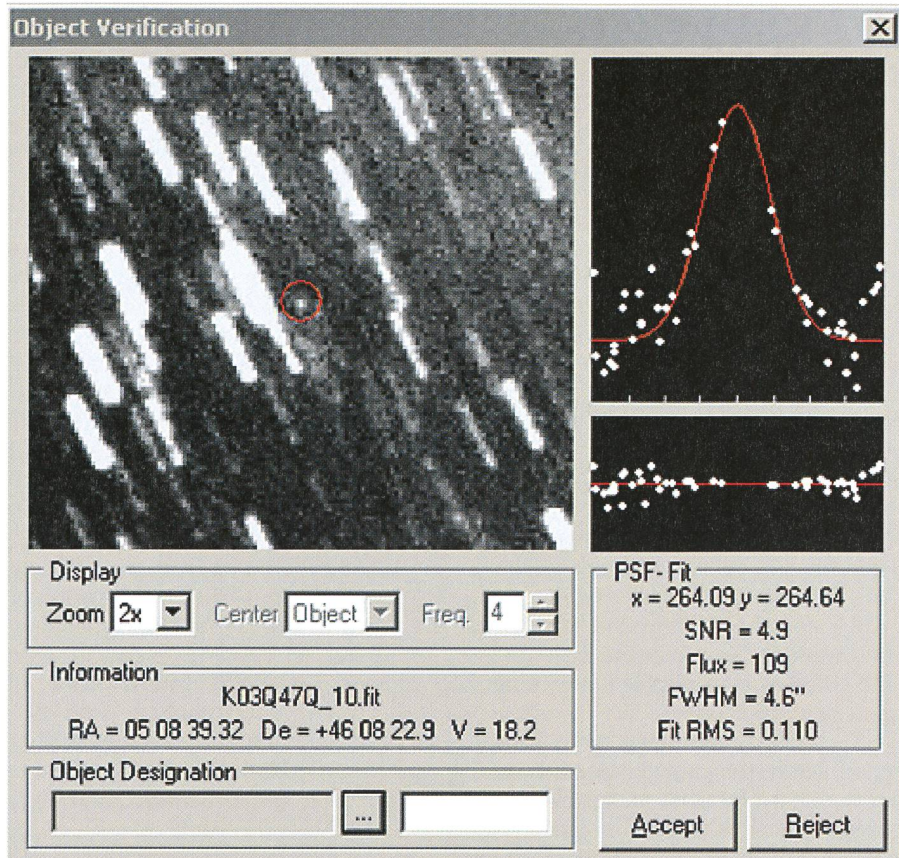 Object Verification
Display
Zoom 2x Center Object Freq. 4
Information
K03Q47Q_10.fit
RA = 05 08 39.32 De = +46 08 22.9 V = 18.2
Object Designation
...
PSF-Fit
x = 264.09 y = 264.64
SNR = 4.9
Flux = 109
FWHM = 4.6"
Fit RMS = 0.110
Accept Reject